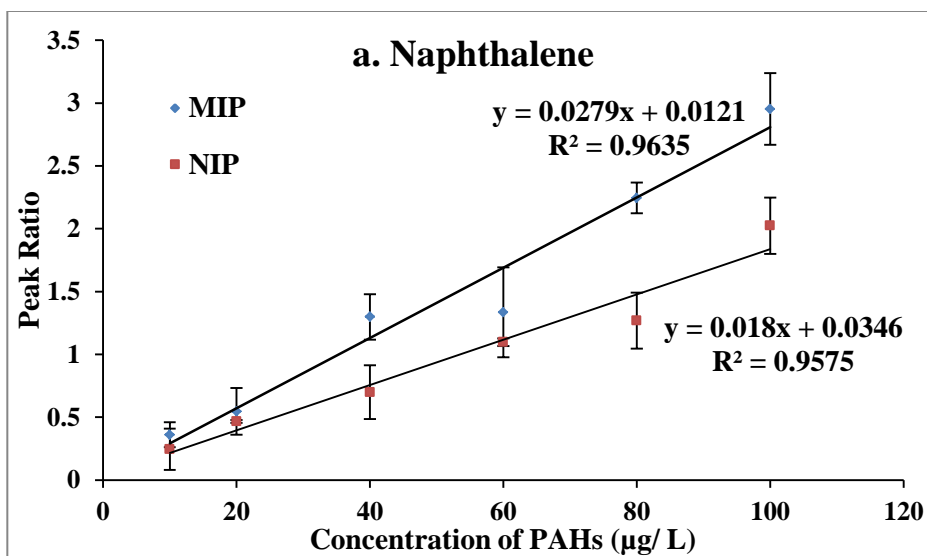 a. Naphthalene
MIP
NIP
y = 0.0279x + 0.0121
R² = 0.9635
y = 0.018x + 0.0346
R² = 0.9575
Peak Ratio
3.5
3
2.5
2
1.5
1
0.5
0
0 20 40 60 80 100 120
Concentration of PAHs (µg/ L)